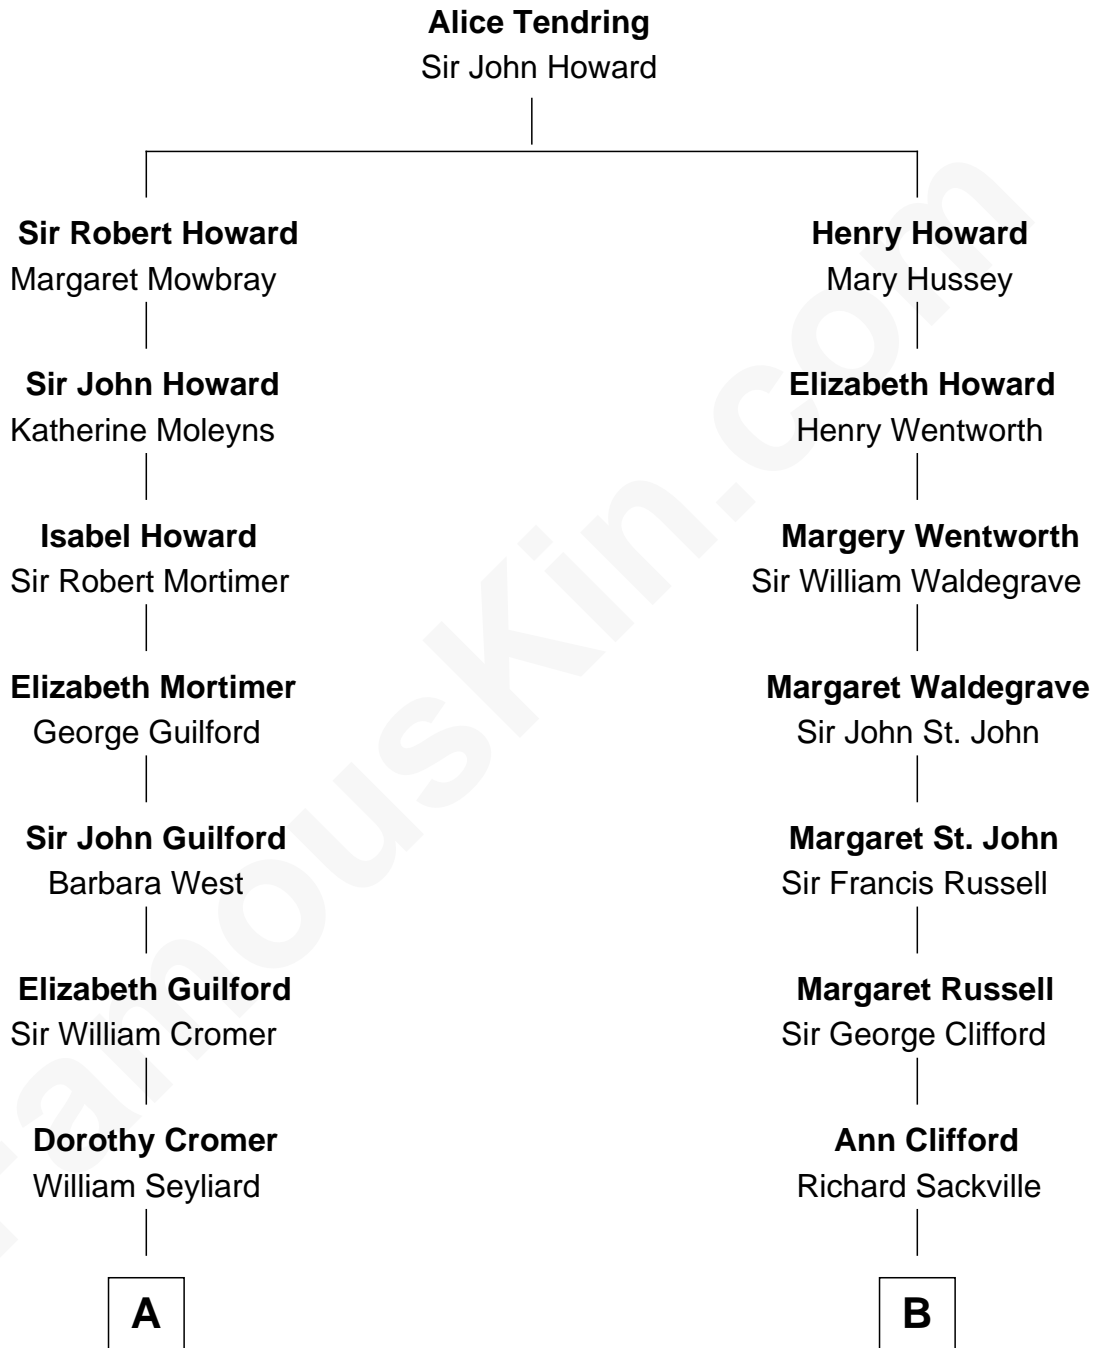 Alice Tendring
Sir John Howard
Sir Robert Howard
Margaret Mowbray
Henry Howard
Mary Hussey
Sir John Howard
Katherine Moleyns
Elizabeth Howard
Henry Wentworth
Isabel Howard
Sir Robert Mortimer
Margery Wentworth
Sir William Waldegrave
Elizabeth Mortimer
George Guilford
Margaret Waldegrave
Sir John St. John
Sir John Guilford
Barbara West
Margaret St. John
Sir Francis Russell
Elizabeth Guilford
Sir William Cromer
Margaret Russell
Sir George Clifford
Dorothy Cromer
William Seyliard
Ann Clifford
Richard Sackville
A
B
FamousKin.com